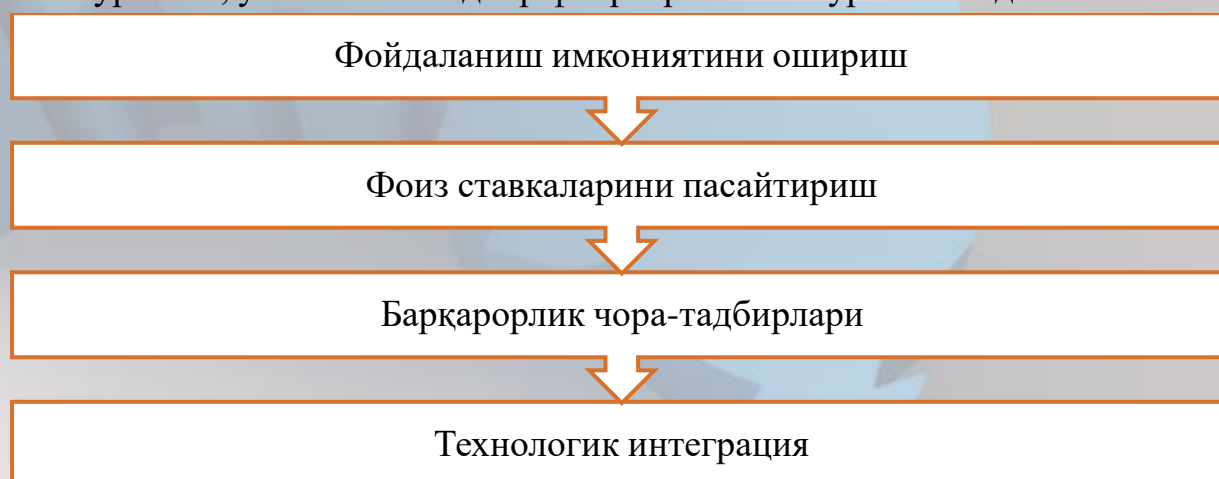 Фойдаланиш имкониятини ошириш
Фоиз ставкаларини пасайтириш
Барқарорлик чора-тадбирлари
Технологик интеграция